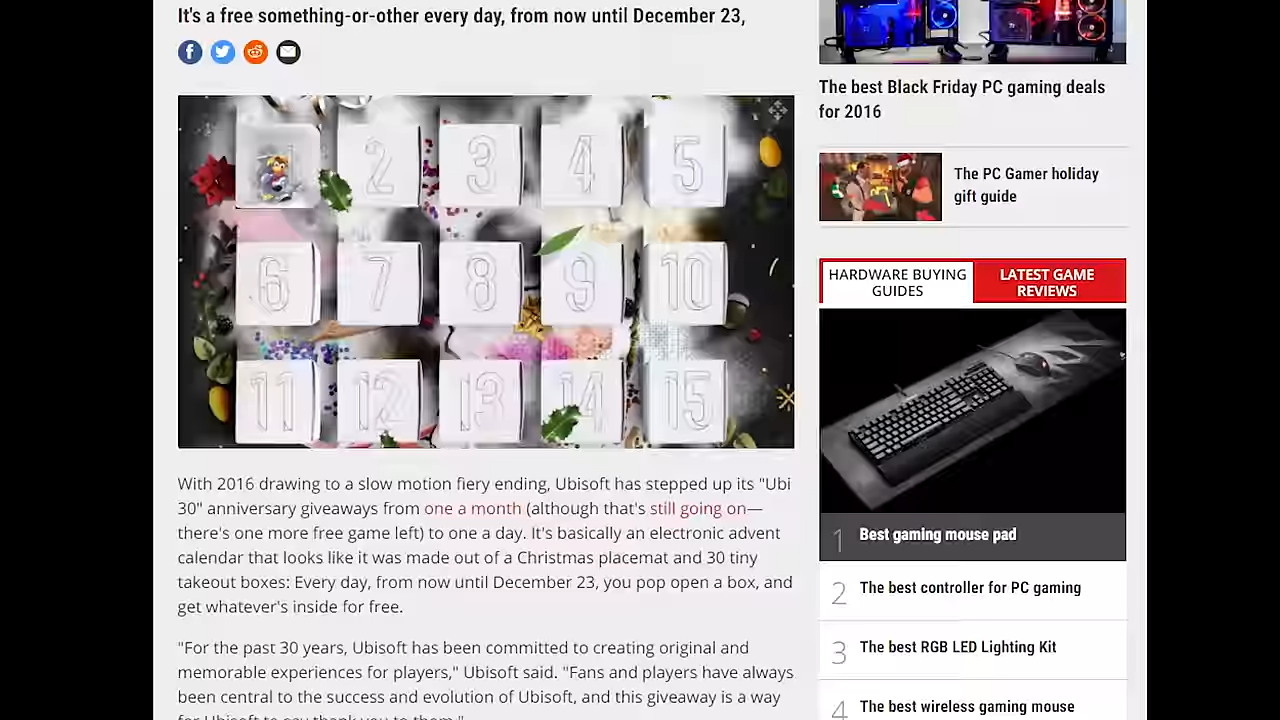 It's a free something-or-other every day, from now until December 23,
1
2
3
4
5
6
7
8
9
10
11
12
13
14
15
With 2016 drawing to a slow motion fiery ending, Ubisoft has stepped up its "Ubi
30" anniversary giveaways from one a month (although that's still going on—
there's one more free game left) to one a day. It's basically an electronic advent
calendar that looks like it was made out of a Christmas placemat and 30 tiny
takeout boxes: Every day, from now until December 23, you pop open a box, and
get whatever's inside for free.
"For the past 30 years, Ubisoft has been committed to creating original and
memorable experiences for players," Ubisoft said. "Fans and players have always
been central to the success and evolution of Ubisoft, and this giveaway is a way
for Ubisoft to say thank you to them."
The best Black Friday PC gaming deals
for 2016
The PC Gamer holiday
gift guide
HARDWARE BUYING
GUIDES
LATEST GAME
REVIEWS
1 Best gaming mouse pad
2 The best controller for PC gaming
3 The best RGB LED Lighting Kit
4 The best wireless gaming mouse